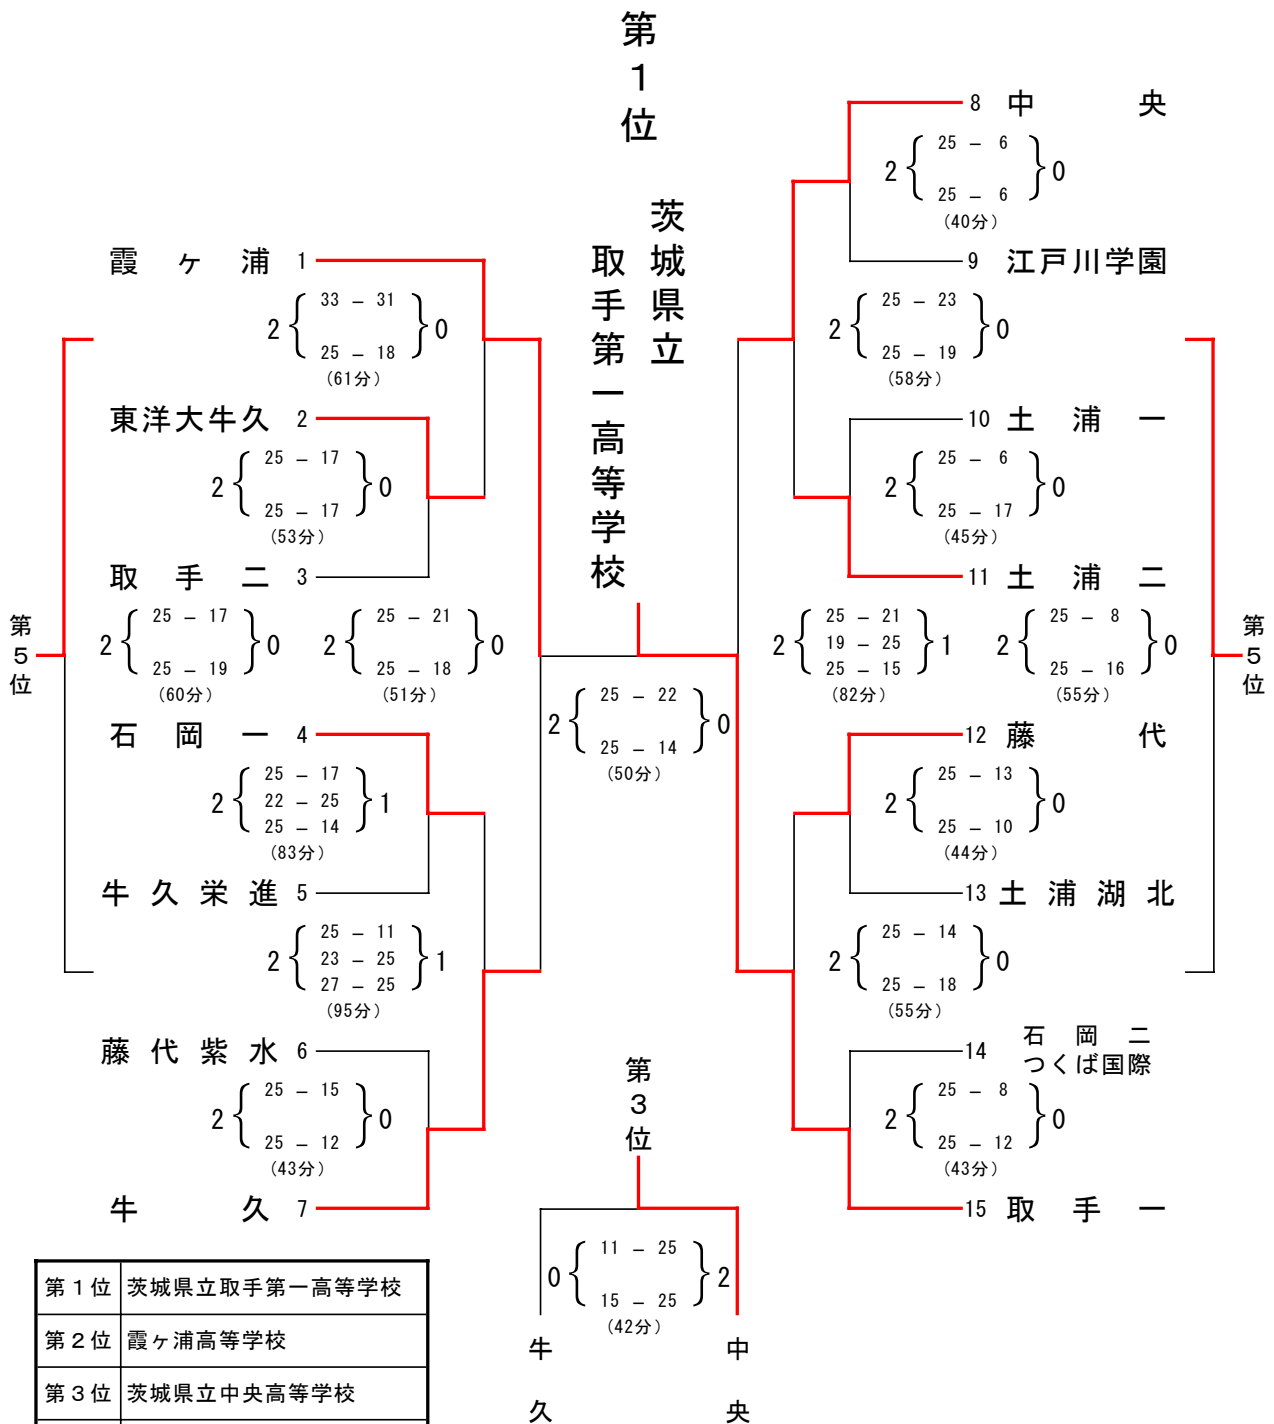 第1位
茨城県立
取手第一高等学校
霞ヶ浦 1
2 33 － 31 0
25 － 18
(61分)
東洋大牛久 2
2 25 － 17 0
25 － 17
(53分)
取手二 3
2 25 － 17 0
25 － 19
(60分)
2 25 － 21 0
25 － 18
(51分)
第5位
石岡一 4
2 25 － 17 1
22 － 25
25 － 14
(83分)
牛久栄進 5
2 25 － 11 1
23 － 25
27 － 25
(95分)
藤代紫水 6
2 25 － 15 0
25 － 12
(43分)
牛久 7
2 25 － 22 0
25 － 14
(50分)
8 中央
2 25 － 6 0
25 － 6
(40分)
9 江戸川学園
2 25 － 23 0
25 － 19
(58分)
10 土浦一
2 25 － 6 0
25 － 17
(45分)
11 土浦二
2 25 － 21 1
19 － 25
25 － 15
(82分)
2 25 － 8 0
25 － 16
(55分)
第5位
12 藤代
2 25 － 13 0
25 － 10
(44分)
13 土浦湖北
2 25 － 14 0
25 － 18
(55分)
14 石岡二
つくば国際
2 25 － 8 0
25 － 12
(43分)
15 取手一
第3位
0 11 － 25 2
15 － 25
(42分)
牛久
中央
第1位 茨城県立取手第一高等学校
第2位 霞ヶ浦高等学校
第3位 茨城県立中央高等学校